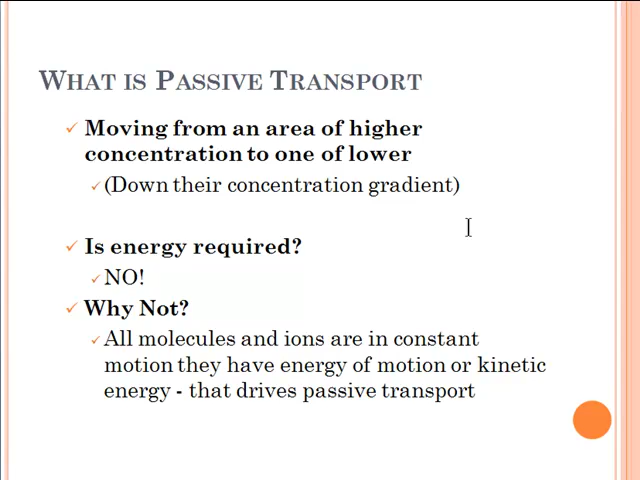 WHAT IS PASSIVE TRANSPORT
✓ Moving from an area of higher
concentration to one of lower
✓ (Down their concentration gradient)
✓ Is energy required?
✓ NO!
✓ Why Not?
✓ All molecules and ions are in constant
motion they have energy of motion or kinetic
energy - that drives passive transport